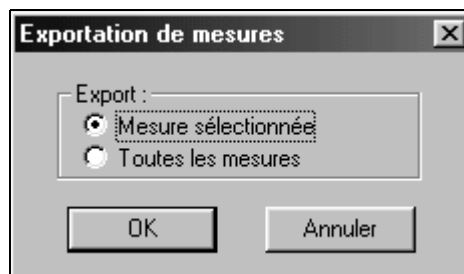 Exportation de mesures
Export :
Mesure sélectionnée
Toutes les mesures
OK Annuler